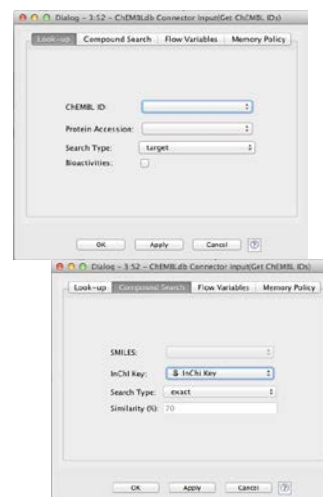 Dialog - 3:52 - ChEMBLdb Connector Input(Get ChEMBL IDs)
Look-up Compound Search Flow Variables Memory Policy
ChEMBL ID:
Protein Accession:
Search Type: target
Bioactivities:
OK Apply Cancel ?
Dialog - 3:52 - ChEMBLdb Connector Input(Get ChEMBL IDs)
Look-up Compound Search Flow Variables Memory Policy
SMILES:
InChI Key: S InChi Key
Search Type: exact
Similarity (%): 70
OK Apply Cancel ?